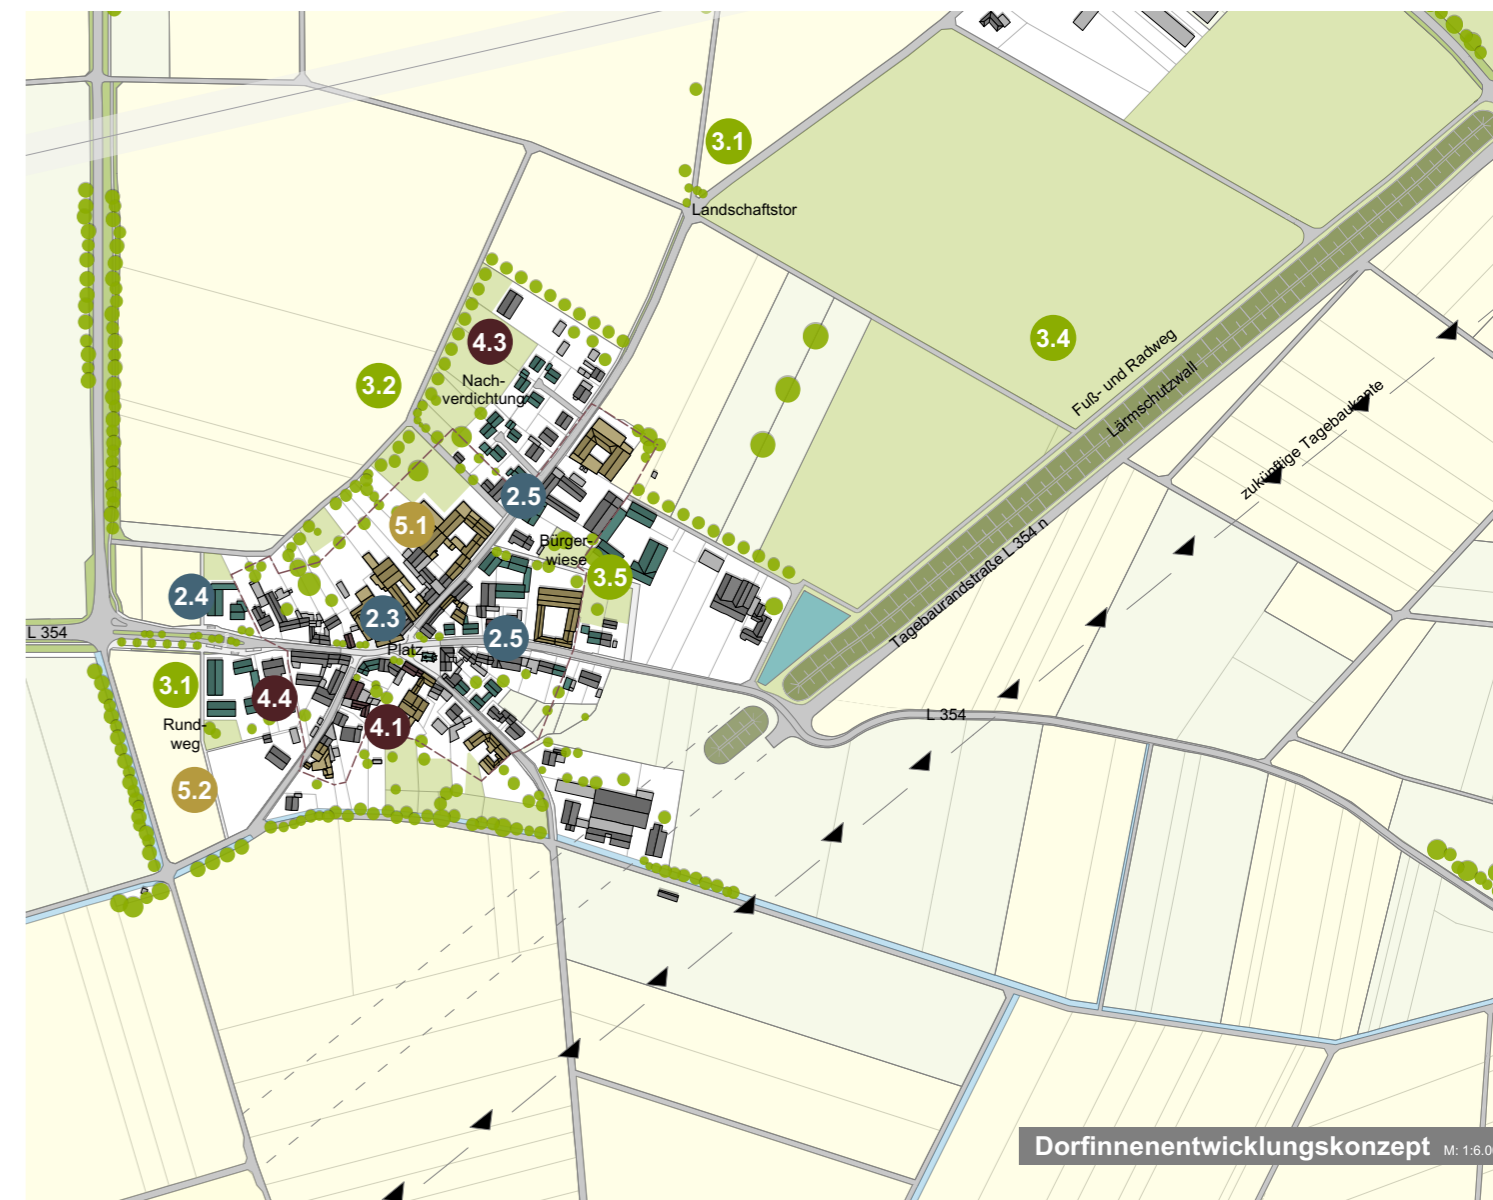 3.1
Landschaftstor
3.4
4.3
Nach-
verdichtung
3.2
Fuß- und Radweg
Lärmschutzwall
zukünftige Tagebaukante
2.5
5.1
Bürger-
wiese
3.5
Tagebaurandstraße L 354 n
2.4
2.3
L 354
2.5
Platz
3.1
4.4
Rund-
weg
4.1
L 354
5.2
Dorfinnenentwicklungskonzept